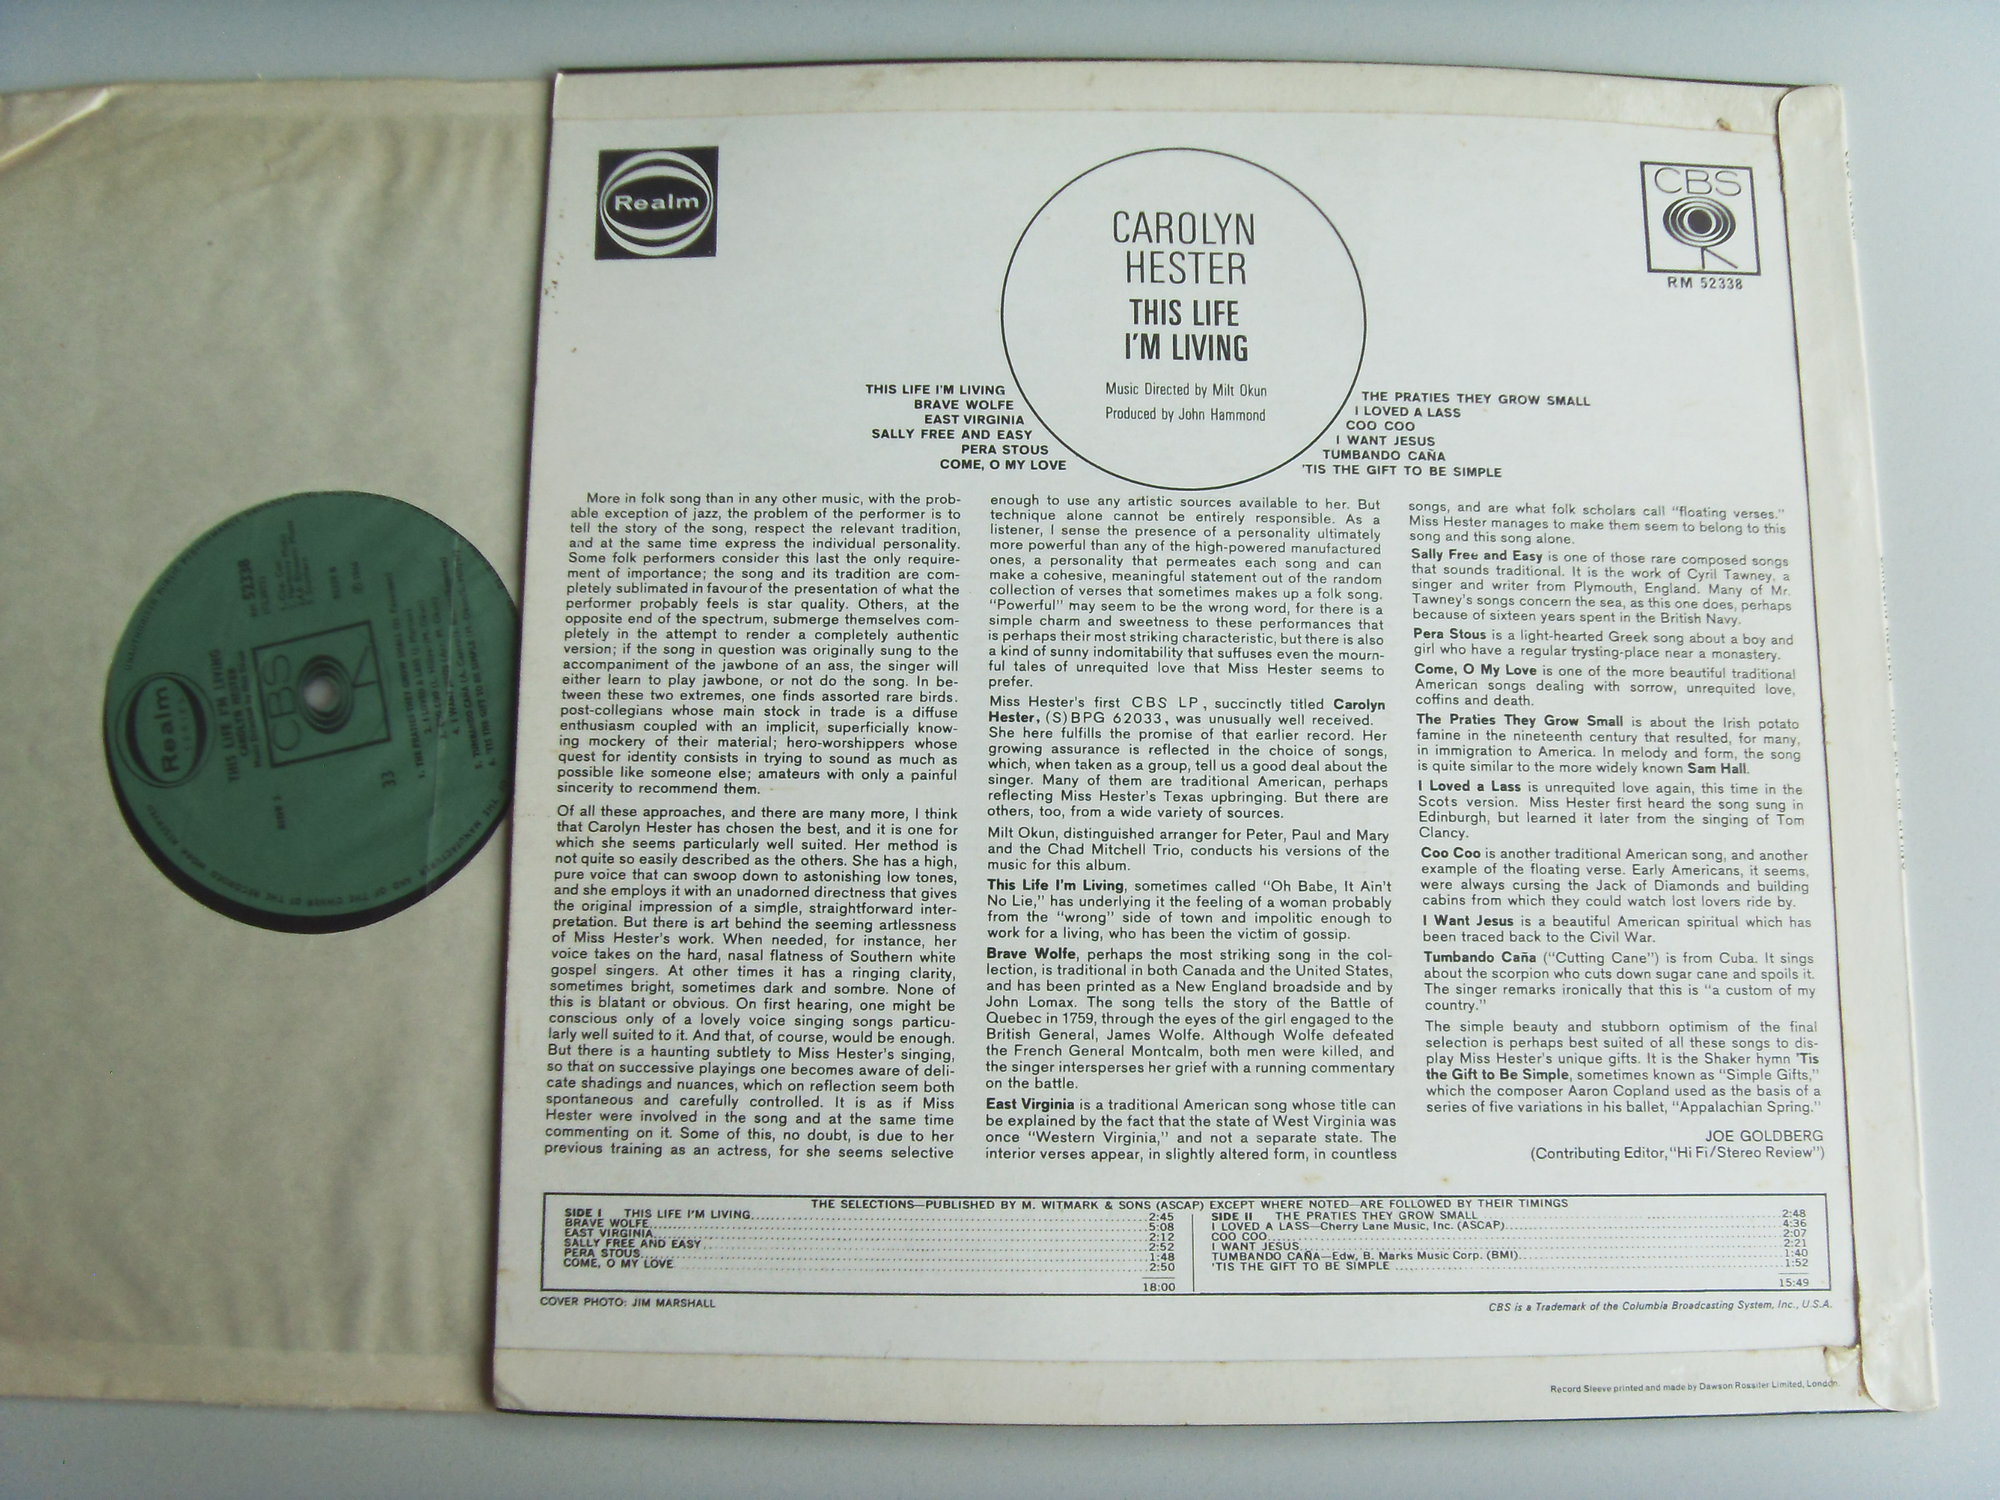 Realm
CBS
RM 52338
CAROLYN
HESTER
THIS LIFE
I'M LIVING
Music Directed by Milt Okun
Produced by John Hammond
THIS LIFE I'M LIVING
BRAVE WOLFE
EAST VIRGINIA
SALLY FREE AND EASY
PERA STOUS
COME, O MY LOVE
THE PRATIES THEY GROW SMALL
I LOVED A LASS
COO COO
I WANT JESUS
TUMBANDO CAÑA
'TIS THE GIFT TO BE SIMPLE
More in folk song than in any other music, with the prob-
able exception of jazz, the problem of the performer is to
tell the story of the song, respect the relevant tradition,
and at the same time express the individual personality.
Some folk performers consider this last the only require-
ment of importance; the song and its tradition are com-
pletely sublimated in favour of the presentation of what the
performer probably feels is star quality. Others, at the
opposite end of the spectrum, submerge themselves com-
pletely in the attempt to render a completely authentic
version; if the song in question was originally sung to the
accompaniment of the jawbone of an ass, the singer will
either learn to play jawbone, or not do the song. In be-
tween these two extremes, one finds assorted rare birds.
post-collegians whose main stock in trade is a diffuse
enthusiasm coupled with an implicit, superficially know-
ing mockery of their material; hero-worshippers whose
quest for identity consists in trying to sound as much as
possible like someone else; amateurs with only a painful
sincerity to recommend them.
Of all these approaches, and there are many more, I think
that Carolyn Hester has chosen the best, and it is one for
which she seems particularly well suited. Her method is
not quite so easily described as the others. She has a high,
pure voice that can swoop down to astonishing low tones,
and she employs it with an unadorned directness that gives
the original impression of a simple, straightforward inter-
pretation. But there is art behind the seeming artlessness
of Miss Hester's work. When needed, for instance, her
voice takes on the hard, nasal flatness of Southern white
gospel singers. At other times it has a ringing clarity,
sometimes bright, sometimes dark and sombre. None of
this is blatant or obvious. On first hearing, one might be
conscious only of a lovely voice singing songs particu-
larly well suited to it. And that, of course, would be enough.
But there is a haunting subtlety to Miss Hester's singing,
so that on successive playings one becomes aware of deli-
cate shadings and nuances, which on reflection seem both
spontaneous and carefully controlled. It is as if Miss
Hester were involved in the song and at the same time
commenting on it. Some of this, no doubt, is due to her
previous training as an actress, for she seems selective
enough to use any artistic sources available to her. But
technique alone cannot be entirely responsible. As a
listener, I sense the presence of a personality ultimately
more powerful than any of the high-powered manufactured
ones, a personality that permeates each song and can
make a cohesive, meaningful statement out of the random
collection of verses that sometimes makes up a folk song.
"Powerful" may seem to be the wrong word, for there is a
simple charm and sweetness to these performances that
is perhaps their most striking characteristic, but there is also
a kind of sunny indomitability that suffuses even the mourn-
ful tales of unrequited love that Miss Hester seems to
prefer.
Miss Hester's first CBS LP, succinctly titled Carolyn
Hester, (S)BPG 62033, was unusually well received.
She here fulfills the promise of that earlier record. Her
growing assurance is reflected in the choice of songs,
which, when taken as a group, tell us a good deal about the
singer. Many of them are traditional American, perhaps
reflecting Miss Hester's Texas upbringing. But there are
others, too, from a wide variety of sources.
Milt Okun, distinguished arranger for Peter, Paul and Mary
and the Chad Mitchell Trio, conducts his versions of the
music for this album.
This Life I'm Living, sometimes called "Oh Babe, It Ain't
No Lie," has underlying it the feeling of a woman probably
from the "wrong" side of town and impolitic enough to
work for a living, who has been the victim of gossip.
Brave Wolfe, perhaps the most striking song in the col-
lection, is traditional in both Canada and the United States,
and has been printed as a New England broadside and by
John Lomax. The song tells the story of the Battle of
Quebec in 1759, through the eyes of the girl engaged to the
British General, James Wolfe. Although Wolfe defeated
the French General Montcalm, both men were killed, and
the singer intersperses her grief with a running commentary
on the battle.
East Virginia is a traditional American song whose title can
be explained by the fact that the state of West Virginia was
once "Western Virginia," and not a separate state. The
interior verses appear, in slightly altered form, in countless
songs, and are what folk scholars call "floating verses."
Miss Hester manages to make them seem to belong to this
song and this song alone.
Sally Free and Easy is one of those rare composed songs
that sounds traditional. It is the work of Cyril Tawney, a
singer and writer from Plymouth, England. Many of Mr.
Tawney's songs concern the sea, as this one does, perhaps
because of sixteen years spent in the British Navy.
Pera Stous is a light-hearted Greek song about a boy and
girl who have a regular trysting-place near a monastery.
Come, O My Love is one of the more beautiful traditional
American songs dealing with sorrow, unrequited love,
coffins and death.
The Praties They Grow Small is about the Irish potato
famine in the nineteenth century that resulted, for many,
in immigration to America. In melody and form, the song
is quite similar to the more widely known Sam Hall.
I Loved a Lass is unrequited love again, this time in the
Scots version. Miss Hester first heard the song sung in
Edinburgh, but learned it later from the singing of Tom
Clancy.
Coo Coo is another traditional American song, and another
example of the floating verse. Early Americans, it seems,
were always cursing the Jack of Diamonds and building
cabins from which they could watch lost lovers ride by.
I Want Jesus is a beautiful American spiritual which has
been traced back to the Civil War.
Tumbando Caña ("Cutting Cane") is from Cuba. It sings
about the scorpion who cuts down sugar cane and spoils it.
The singer remarks ironically that this is "a custom of my
country."
The simple beauty and stubborn optimism of the final
selection is perhaps best suited of all these songs to dis-
play Miss Hester's unique gifts. It is the Shaker hymn 'Tis
the Gift to Be Simple, sometimes known as "Simple Gifts,"
which the composer Aaron Copland used as the basis of a
series of five variations in his ballet, "Appalachian Spring."
JOE GOLDBERG
(Contributing Editor, "Hi Fi/Stereo Review")
THE SELECTIONS—PUBLISHED BY M. WITMARK & SONS (ASCAP) EXCEPT WHERE NOTED—ARE FOLLOWED BY THEIR TIMINGS
SIDE I THIS LIFE I'M LIVING 2:45
BRAVE WOLFE 5:08
EAST VIRGINIA 2:12
SALLY FREE AND EASY 2:52
PERA STOUS 1:48
COME, O MY LOVE 2:50
18:00
SIDE II THE PRATIES THEY GROW SMALL 2:48
I LOVED A LASS—Cherry Lane Music, Inc. (ASCAP) 4:36
COO COO 2:07
I WANT JESUS 2:21
TUMBANDO CAÑA—Edw. B. Marks Music Corp. (BMI) 1:40
'TIS THE GIFT TO BE SIMPLE 1:52
15:49
COVER PHOTO: JIM MARSHALL
CBS is a Trademark of the Columbia Broadcasting System, Inc., U.S.A.
Record Sleeve printed and made by Dawson Rossiter Limited, London.
Realm
SERIES
THIS LIFE I'M LIVING
CAROLYN HESTER
CBS
33
RM 52338
SIDE 2